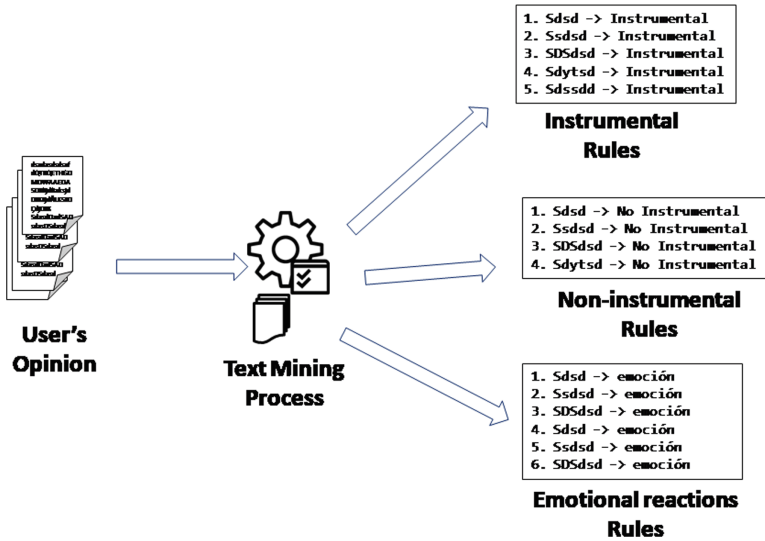 1. Sdsd -> Instrumental
2. Ssdsd -> Instrumental
3. SDSdsd -> Instrumental
4. Sdytsd -> Instrumental
5. Sdssdd -> Instrumental
Instrumental
Rules
User's
Opinion
Text Mining
Process
1. Sdsd -> No Instrumental
2. Ssdsd -> No Instrumental
3. SDSdsd -> No Instrumental
4. Sdytsd -> No Instrumental
Non-instrumental
Rules
1. Sdsd -> emoción
2. Ssdsd -> emoción
3. SDSdsd -> emoción
4. Sdsd -> emoción
5. Ssdsd -> emoción
6. SDSdsd -> emoción
Emotional reactions
Rules